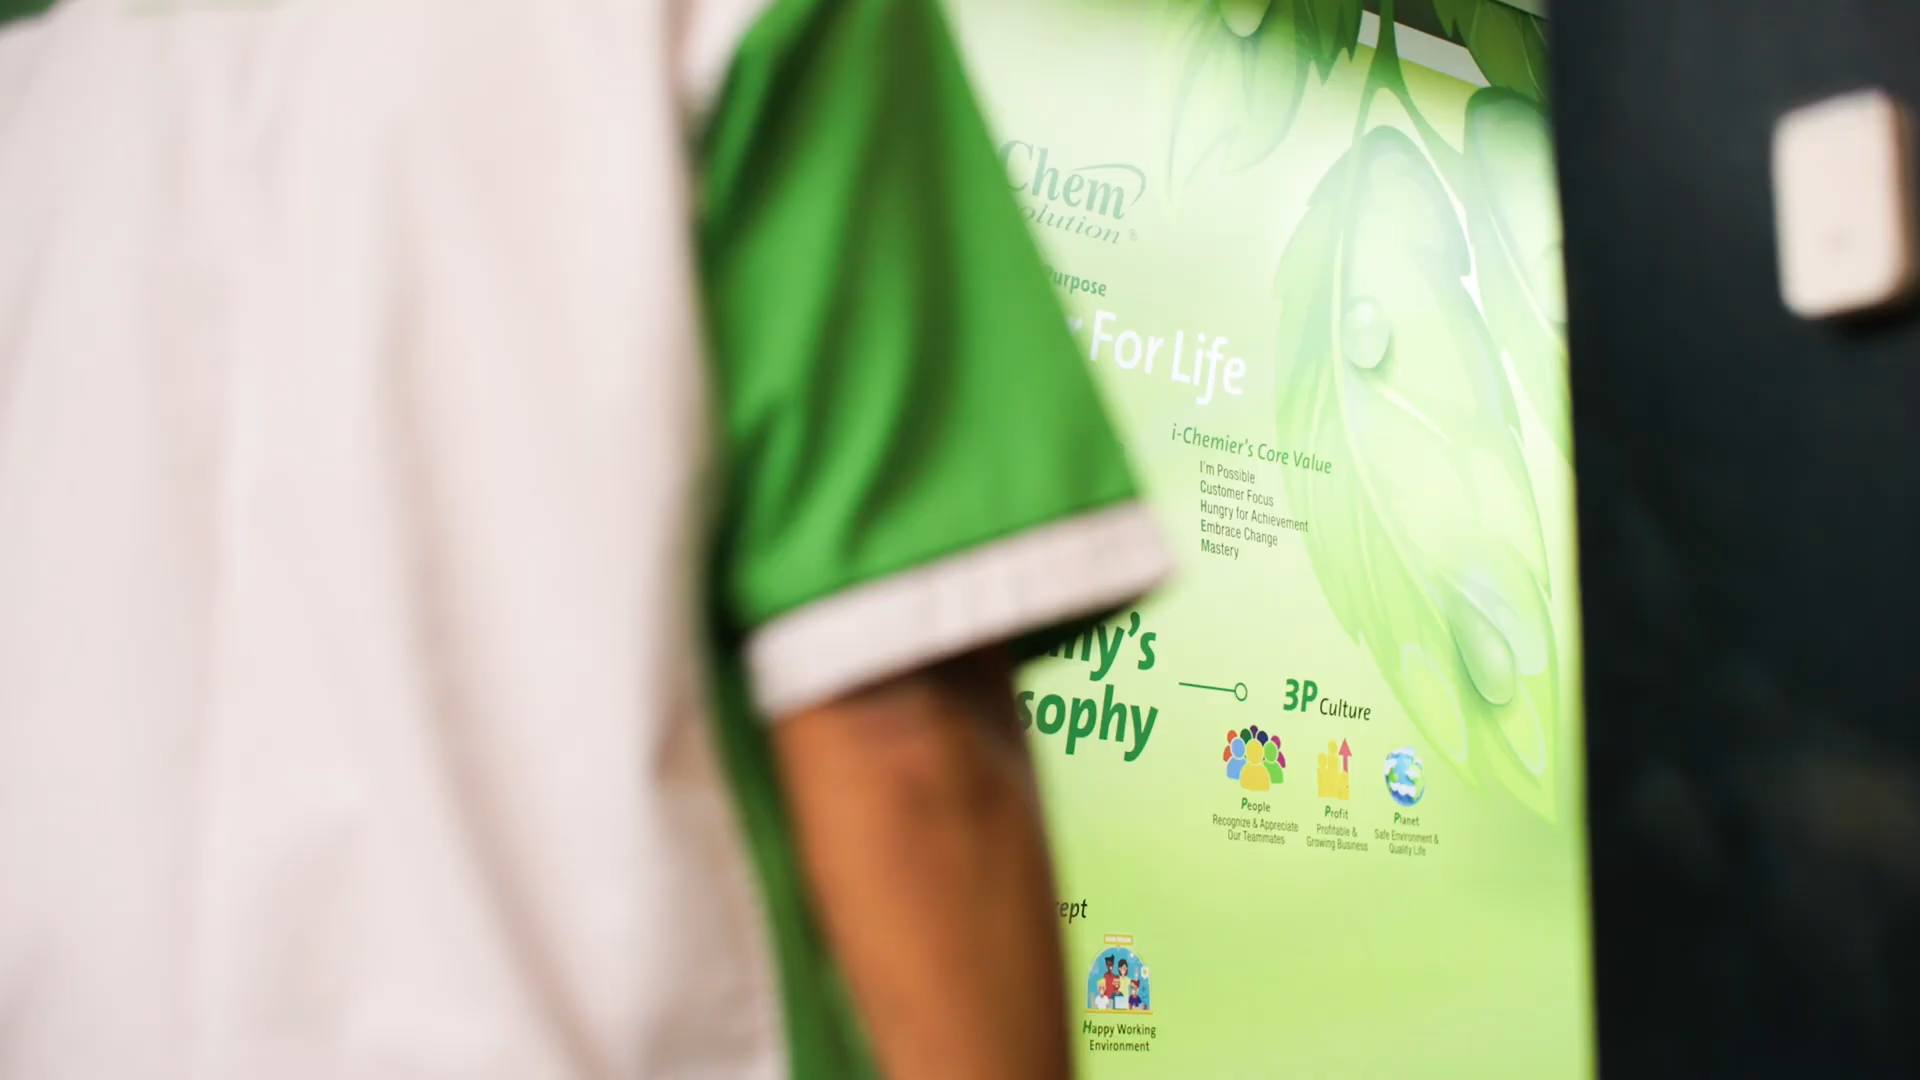 Chem
olution ®
urpose
For Life
i-Chemier's Core Value
I'm Possible
Customer Focus
Hungry for Achievement
Embrace Change
Mastery
ny's
sophy
3P Culture
People
Recognize & Appreciate
Our Teammates
Profit
Profitable &
Growing Business
Planet
Safe Environment &
Quality Life
cept
Happy Working
Environment